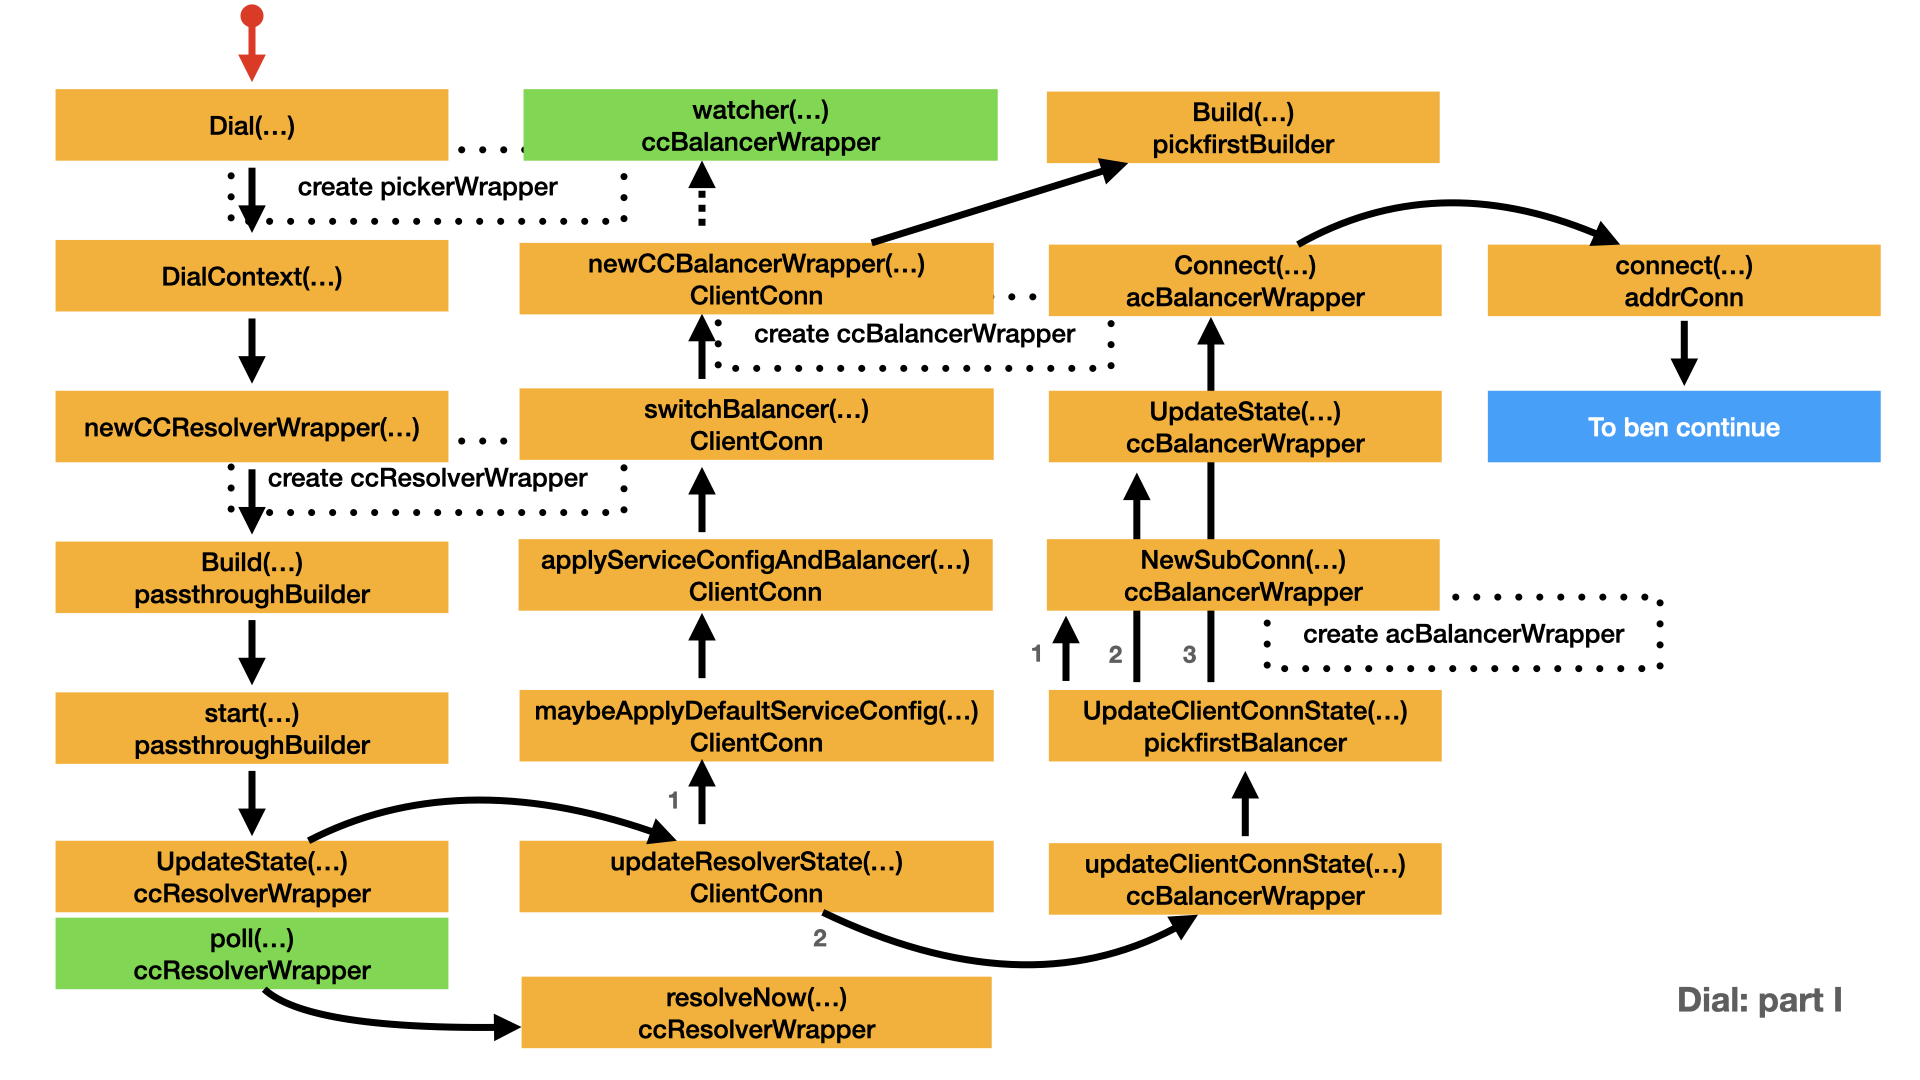 Dial(...)
create pickerWrapper
DialContext(...)
newCCResolverWrapper(...)
create ccResolverWrapper
Build(...)
passthroughBuilder
start(...)
passthroughBuilder
UpdateState(...)
ccResolverWrapper
poll(...)
ccResolverWrapper
watcher(...)
ccBalancerWrapper
newCCBalancerWrapper(...)
ClientConn
create ccBalancerWrapper
switchBalancer(...)
ClientConn
applyServiceConfigAndBalancer(...)
ClientConn
maybeApplyDefaultServiceConfig(...)
ClientConn
1
updateResolverState(...)
ClientConn
2
resolveNow(...)
ccResolverWrapper
Build(...)
pickfirstBuilder
Connect(...)
acBalancerWrapper
UpdateState(...)
ccBalancerWrapper
NewSubConn(...)
ccBalancerWrapper
create acBalancerWrapper
1
2
3
UpdateClientConnState(...)
pickfirstBalancer
updateClientConnState(...)
ccBalancerWrapper
connect(...)
addrConn
To ben continue
Dial: part I